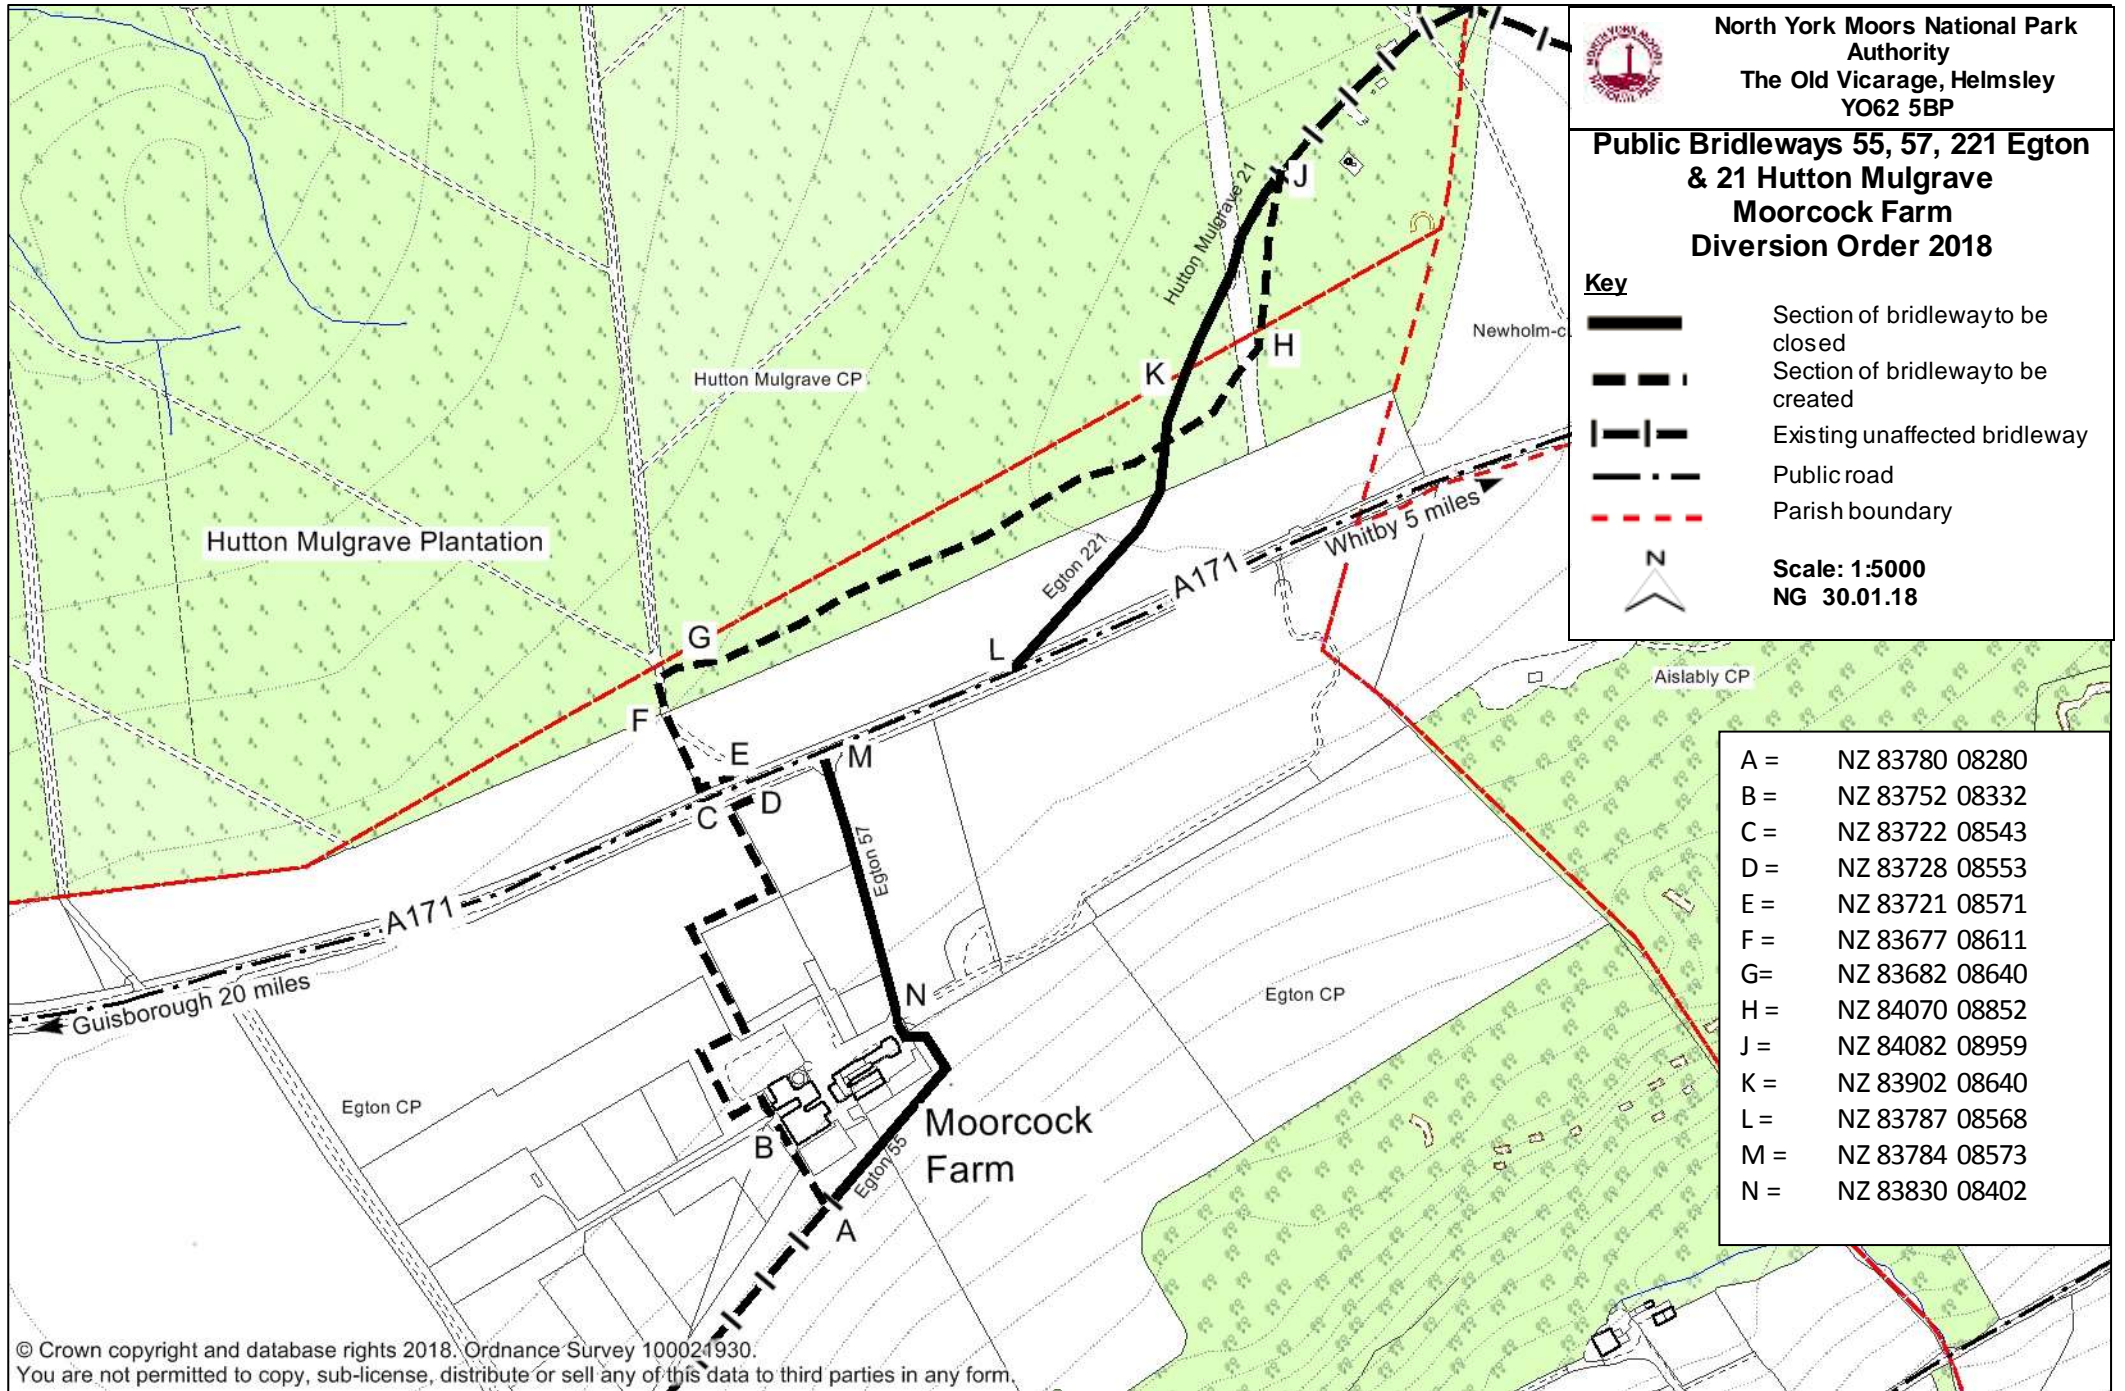 North York Moors National Park
Authority
The Old Vicarage, Helmsley
YO62 5BP
NORTH YORK MOORS
NATIONAL PARK
Public Bridleways 55, 57, 221 Egton
& 21 Hutton Mulgrave
Moorcock Farm
Diversion Order 2018
Key
Section of bridleway to be
closed
Section of bridleway to be
created
Existing unaffected bridleway
Public road
Parish boundary
N
Scale: 1:5000
NG 30.01.18
J
Hutton Mulgrave 21
H
Newholm-c
K
Hutton Mulgrave CP
Hutton Mulgrave Plantation
Whitby 5 miles
A171
Egton 221
G
L
Aislaby CP
F
E
M
C
D
Egton 57
A171
Guisborough 20 miles
N
Egton CP
Egton CP
Moorcock
Farm
B
Egton 55
A
A = NZ 83780 08280
B = NZ 83752 08332
C = NZ 83722 08543
D = NZ 83728 08553
E = NZ 83721 08571
F = NZ 83677 08611
G= NZ 83682 08640
H = NZ 84070 08852
J = NZ 84082 08959
K = NZ 83902 08640
L = NZ 83787 08568
M = NZ 83784 08573
N = NZ 83830 08402
© Crown copyright and database rights 2018. Ordnance Survey 100021930.
You are not permitted to copy, sub-license, distribute or sell any of this data to third parties in any form.